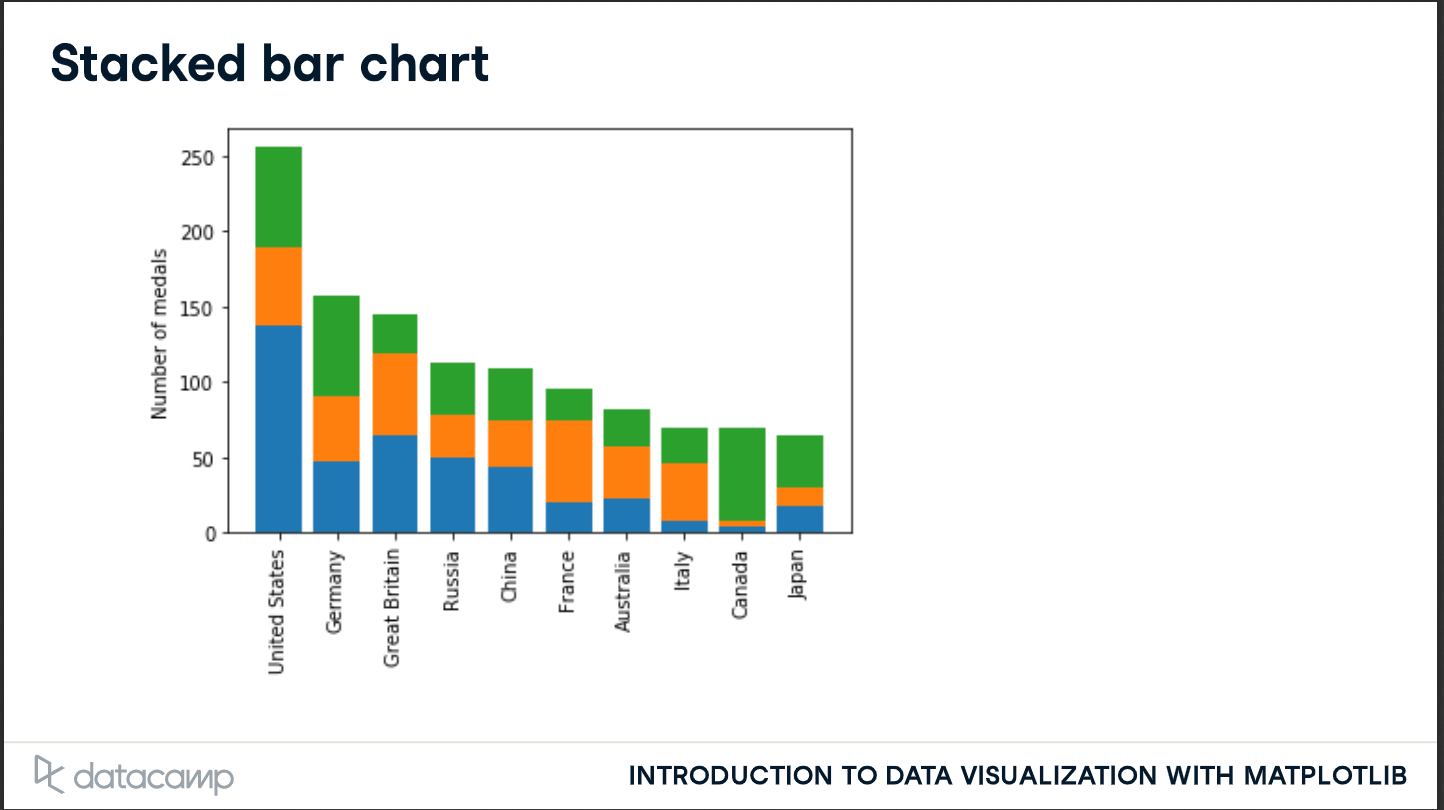 Stacked bar chart
250
200
150
100
50
0
Number of medals
United States
Germany
Great Britain
Russia
China
France
Australia
Italy
Canada
Japan
datacamp
INTRODUCTION TO DATA VISUALIZATION WITH MATPLOTLIB